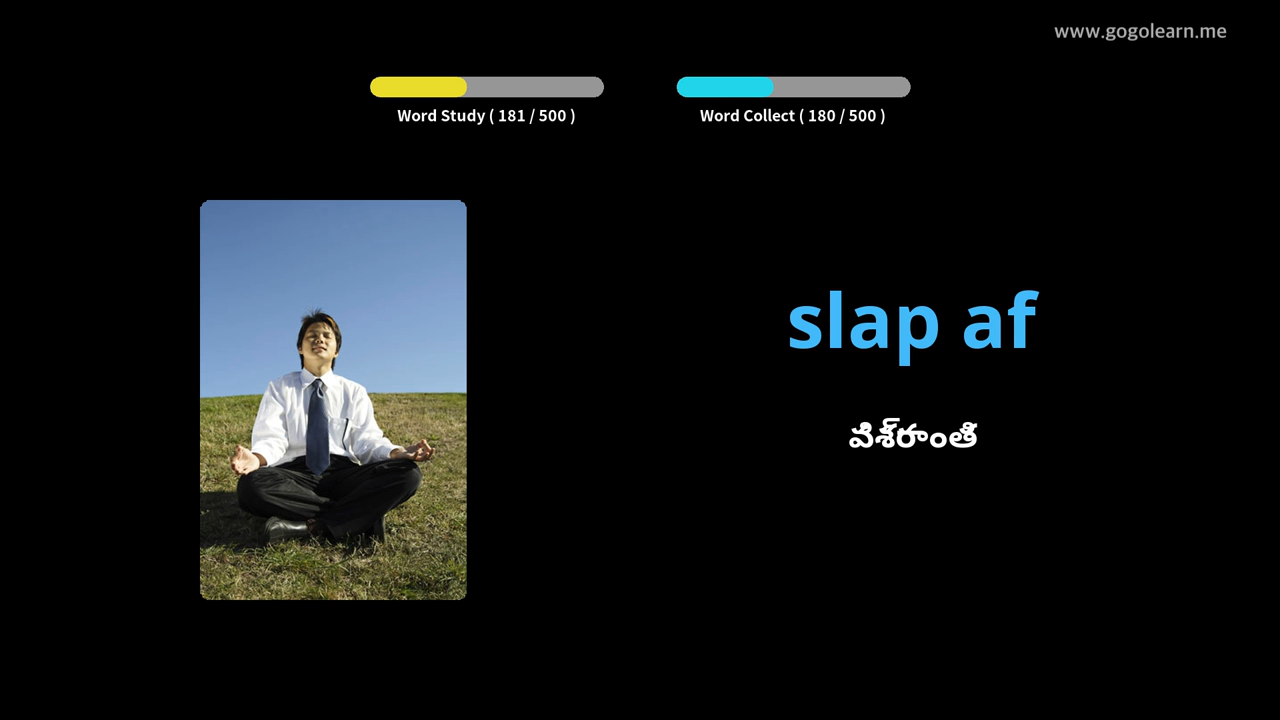 www.gogolearn.me
Word Study ( 181 / 500 )
Word Collect ( 180 / 500 )
slap af
విశ్రాంతి